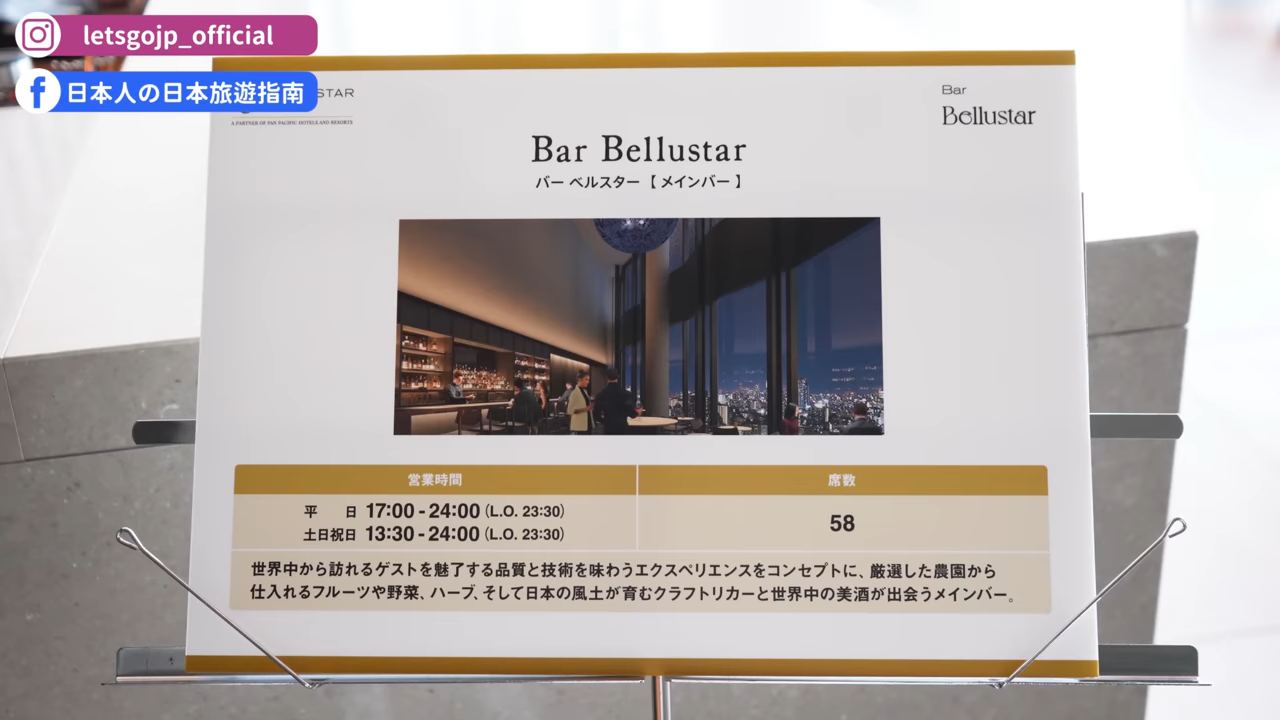 letsgojp_official
日本人の日本旅遊指南
STAR
A PARTNER OF PAN PACIFIC HOTELS AND RESORTS
Bar
Bellustar
Bar Bellustar
バー ベルスター【メインバー】
営業時間
席数
平 日 17:00 - 24:00 (L.O. 23:30)
土日祝日 13:30 - 24:00 (L.O. 23:30)
58
世界中から訪れるゲストを魅了する品質と技術を味わうエクスペリエンスをコンセプトに、厳選した農園から
仕入れるフルーツや野菜、ハーブ、そして日本の風土が育むクラフトリカーと世界中の美酒が出会うメインバー。